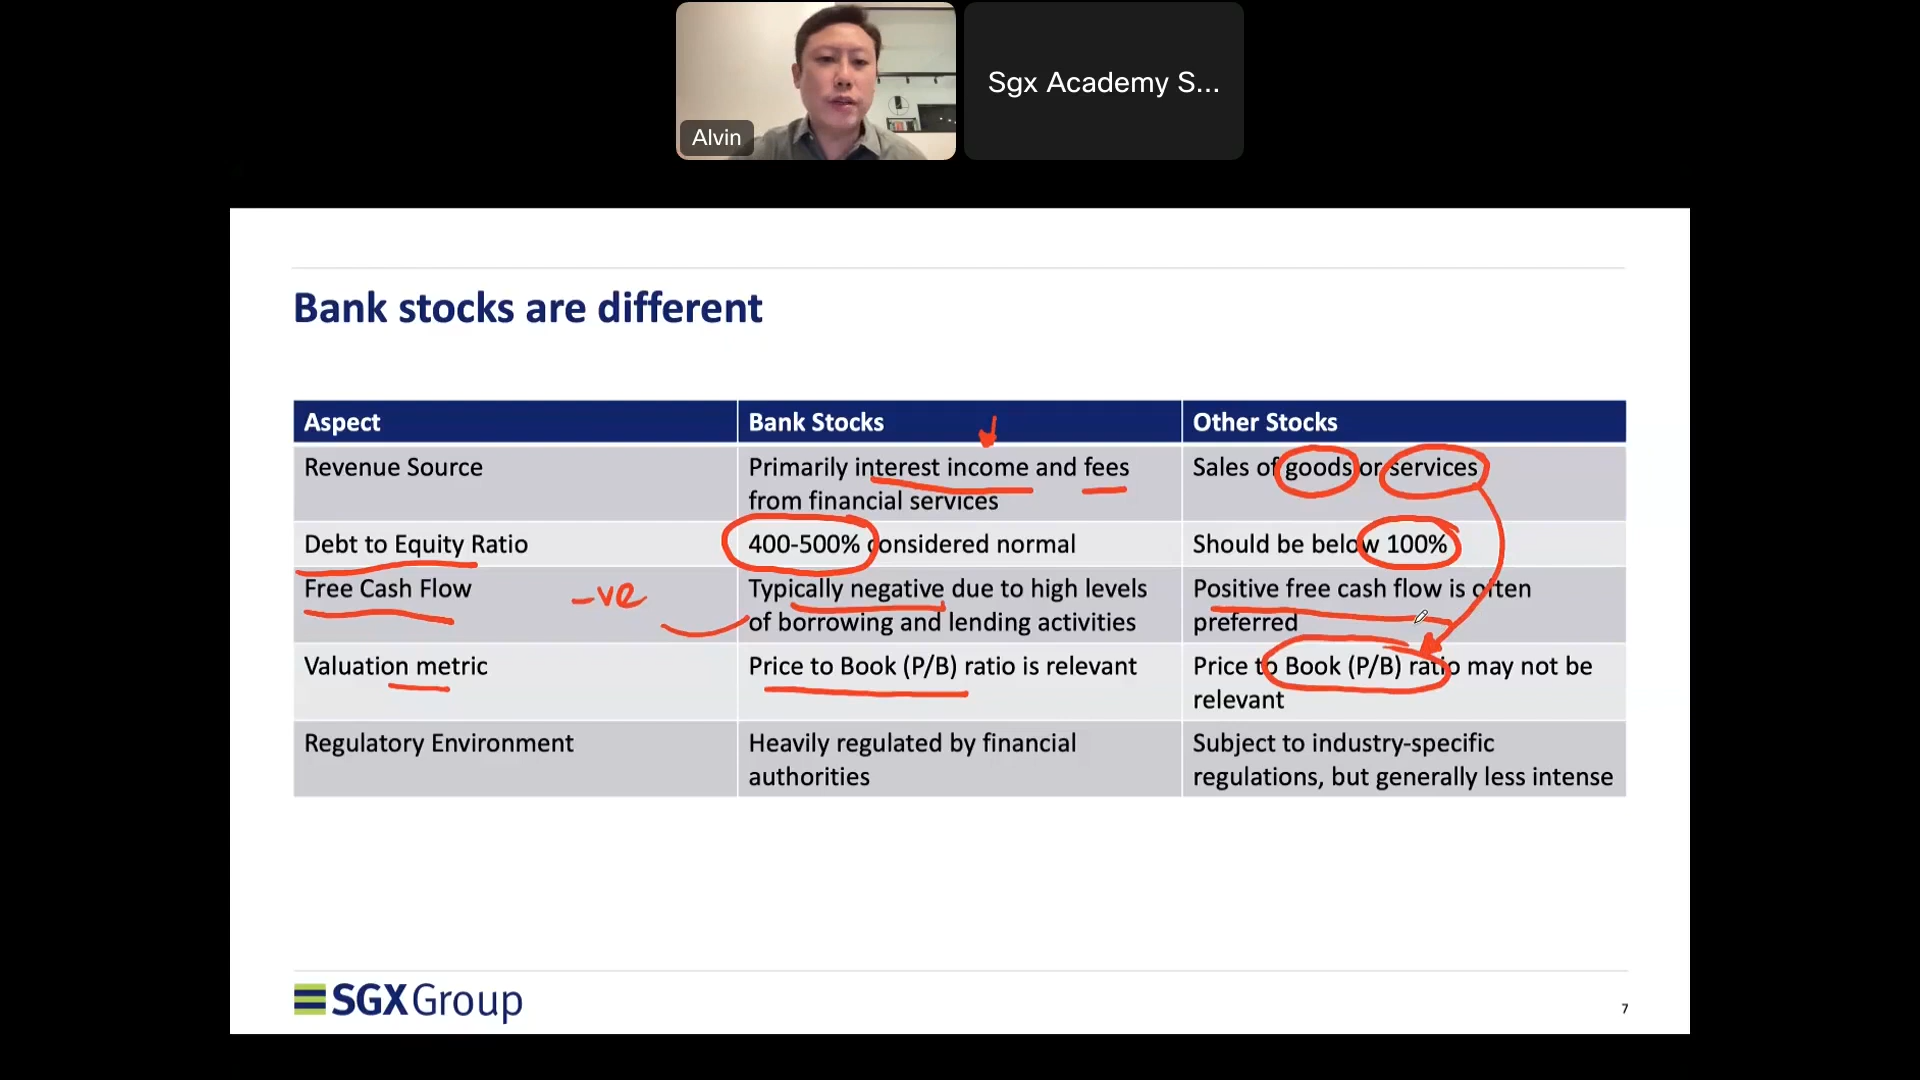 Alvin
Sgx Academy S...
Bank stocks are different
Aspect
Bank Stocks
Other Stocks
Revenue Source
Primarily interest income and fees
from financial services
Sales of goods or services
Debt to Equity Ratio
400-500% considered normal
Should be below 100%
Free Cash Flow
-ve
Typically negative due to high levels
of borrowing and lending activities
Positive free cash flow is often
preferred
Valuation metric
Price to Book (P/B) ratio is relevant
Price to Book (P/B) ratio may not be
relevant
Regulatory Environment
Heavily regulated by financial
authorities
Subject to industry-specific
regulations, but generally less intense
SGXGroup
7